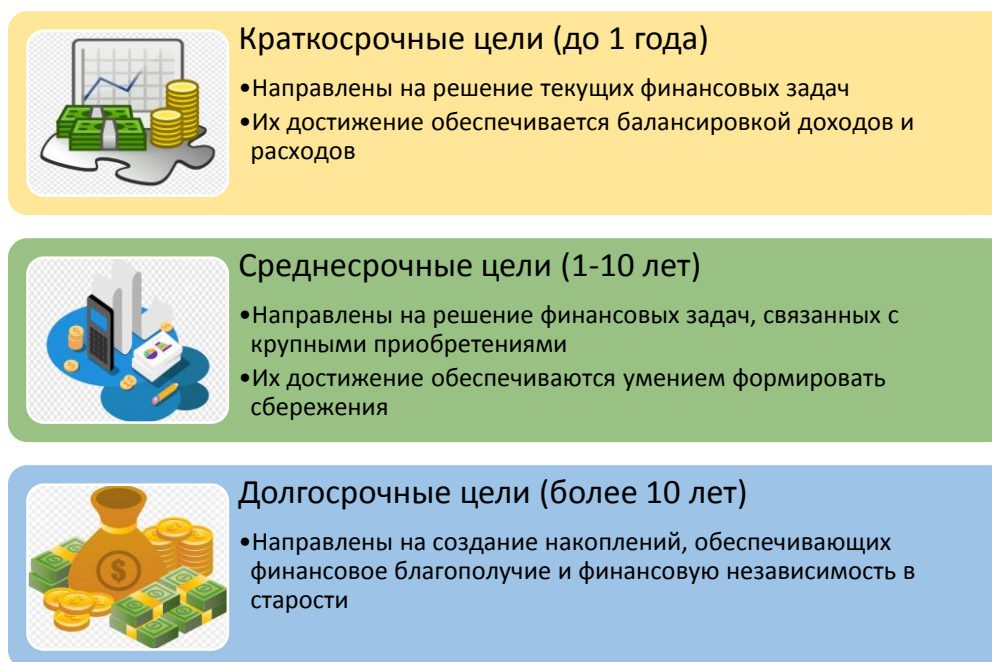 Краткосрочные цели (до 1 года)
•Направлены на решение текущих финансовых задач
•Их достижение обеспечивается балансировкой доходов и
расходов
Среднесрочные цели (1-10 лет)
•Направлены на решение финансовых задач, связанных с
крупными приобретениями
•Их достижение обеспечиваются умением формировать
сбережения
Долгосрочные цели (более 10 лет)
•Направлены на создание накоплений, обеспечивающих
финансовое благополучие и финансовую независимость в
старости